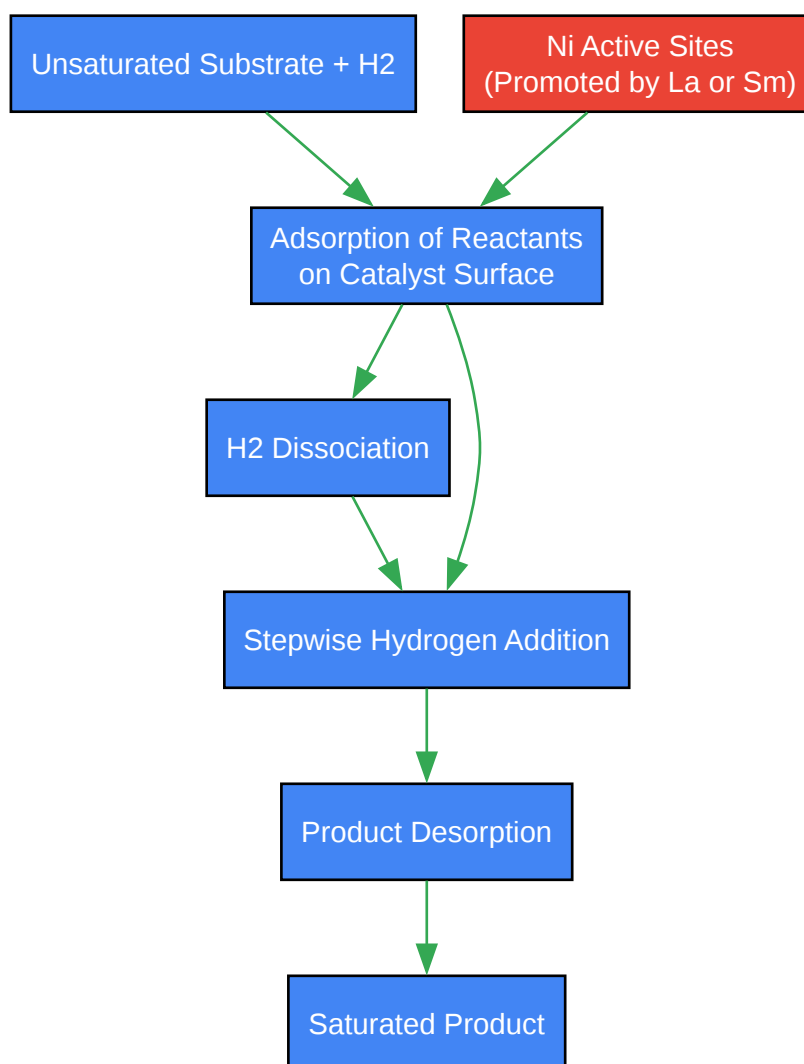 Unsaturated Substrate + H2
Ni Active Sites
(Promoted by La or Sm)
Adsorption of Reactants
on Catalyst Surface
H2 Dissociation
Stepwise Hydrogen Addition
Product Desorption
Saturated Product